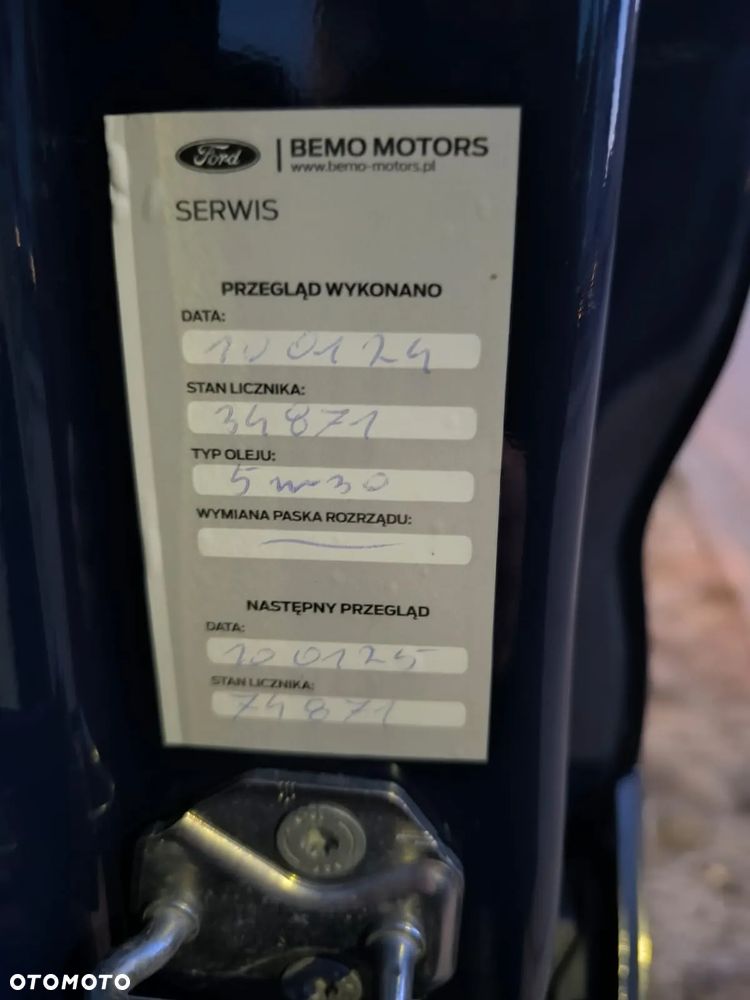 Ford | BEMO MOTORS
www.bemo-motors.pl
SERWIS
PRZEGLĄD WYKONANO
DATA:
10 01 24
STAN LICZNIKA:
34871
TYP OLEJU:
5w30
WYMIANA PASKA ROZRZĄDU:
NASTĘPNY PRZEGLĄD
DATA:
10 01 25
STAN LICZNIKA:
74871
OTOMOTO